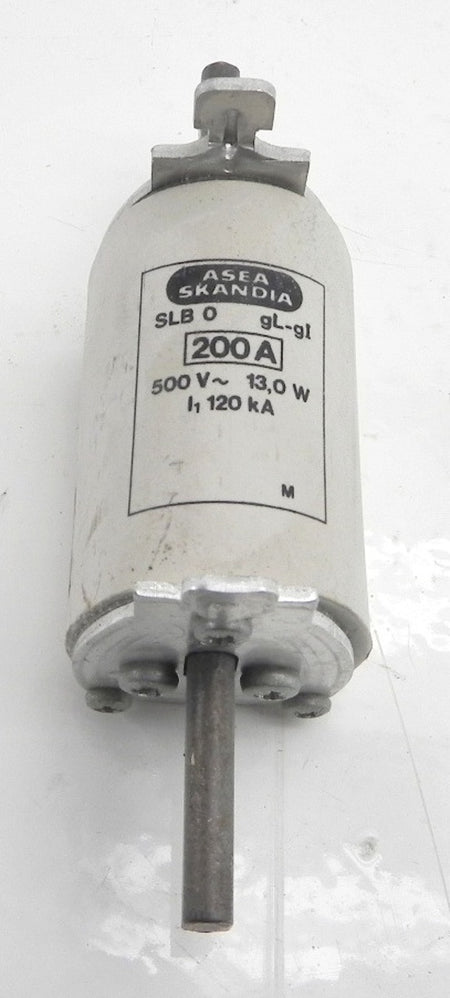 ASEA
SKANDIA
SLB 0 gL-gI
200 A
500 V~ 13,0 W
I₁ 120 kA
M